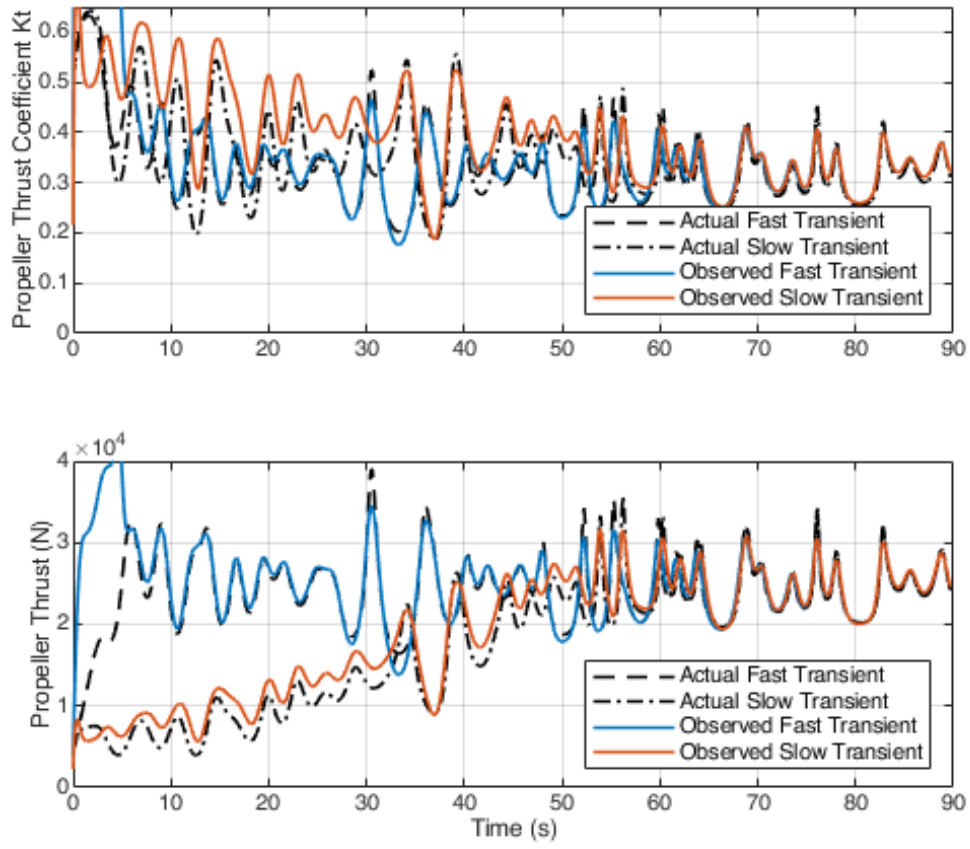 Propeller Thrust Coefficient Kt
0.6
0.5
0.4
0.3
0.2
0.1
0
Actual Fast Transient
Actual Slow Transient
Observed Fast Transient
Observed Slow Transient
0 10 20 30 40 50 60 70 80 90
Propeller Thrust (N)
×10⁴
4
3
2
1
0
Actual Fast Transient
Actual Slow Transient
Observed Fast Transient
Observed Slow Transient
0 10 20 30 40 50 60 70 80 90
Time (s)